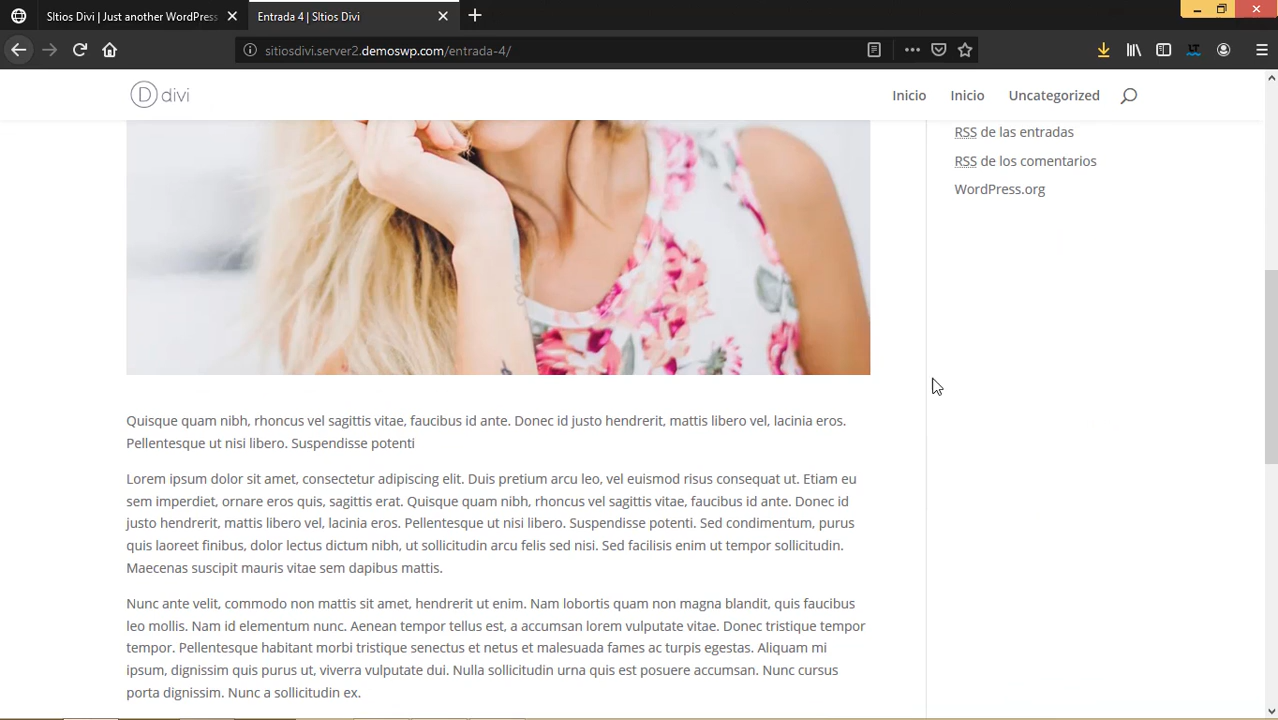 SItios Divi | Just another WordPress
Entrada 4 | SItios Divi
sitiosdivi.server2.demoswp.com/entrada-4/
LT
D divi
Inicio
Inicio
Uncategorized
RSS de las entradas
RSS de los comentarios
WordPress.org
Quisque quam nibh, rhoncus vel sagittis vitae, faucibus id ante. Donec id justo hendrerit, mattis libero vel, lacinia eros.
Pellentesque ut nisi libero. Suspendisse potenti
Lorem ipsum dolor sit amet, consectetur adipiscing elit. Duis pretium arcu leo, vel euismod risus consequat ut. Etiam eu
sem imperdiet, ornare eros quis, sagittis erat. Quisque quam nibh, rhoncus vel sagittis vitae, faucibus id ante. Donec id
justo hendrerit, mattis libero vel, lacinia eros. Pellentesque ut nisi libero. Suspendisse potenti. Sed condimentum, purus
quis laoreet finibus, dolor lectus dictum nibh, ut sollicitudin arcu felis sed nisi. Sed facilisis enim ut tempor sollicitudin.
Maecenas suscipit mauris vitae sem dapibus mattis.
Nunc ante velit, commodo non mattis sit amet, hendrerit ut enim. Nam lobortis quam non magna blandit, quis faucibus
leo mollis. Nam id elementum nunc. Aenean tempor tellus est, a accumsan lorem vulputate vitae. Donec tristique tempor
tempor. Pellentesque habitant morbi tristique senectus et netus et malesuada fames ac turpis egestas. Aliquam mi
ipsum, dignissim quis purus ut, viverra vulputate dui. Nulla sollicitudin urna quis est posuere accumsan. Nunc cursus
porta dignissim. Nunc a sollicitudin ex.